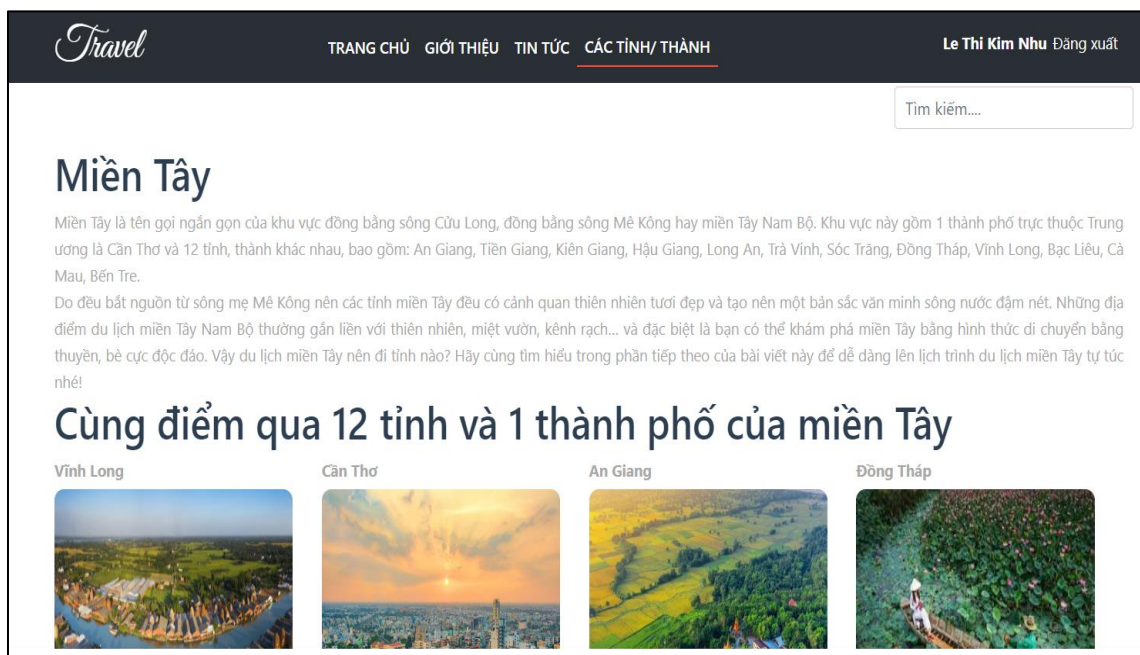 Travel
TRANG CHỦ GIỚI THIỆU TIN TỨC CÁC TỈNH/ THÀNH
Le Thi Kim Nhu Đăng xuất
Tìm kiếm....
Miền Tây
Miền Tây là tên gọi ngắn gọn của khu vực đồng bằng sông Cửu Long, đồng bằng sông Mê Kông hay miền Tây Nam Bộ. Khu vực này gồm 1 thành phố trực thuộc Trung
ương là Cần Thơ và 12 tỉnh, thành khác nhau, bao gồm: An Giang, Tiền Giang, Kiên Giang, Hậu Giang, Long An, Trà Vinh, Sóc Trăng, Đồng Tháp, Vĩnh Long, Bạc Liêu, Cà
Mau, Bến Tre.
Do đều bắt nguồn từ sông mẹ Mê Kông nên các tỉnh miền Tây đều có cảnh quan thiên nhiên tươi đẹp và tạo nên một bản sắc văn minh sông nước đậm nét. Những địa
điểm du lịch miền Tây Nam Bộ thường gắn liền với thiên nhiên, miệt vườn, kênh rạch... và đặc biệt là bạn có thể khám phá miền Tây bằng hình thức di chuyển bằng
thuyền, bè cực độc đáo. Vậy du lịch miền Tây nên đi tỉnh nào? Hãy cùng tìm hiểu trong phần tiếp theo của bài viết này để dễ dàng lên lịch trình du lịch miền Tây tự túc
nhé!
Cùng điểm qua 12 tỉnh và 1 thành phố của miền Tây
Vĩnh Long
Cần Thơ
An Giang
Đồng Tháp